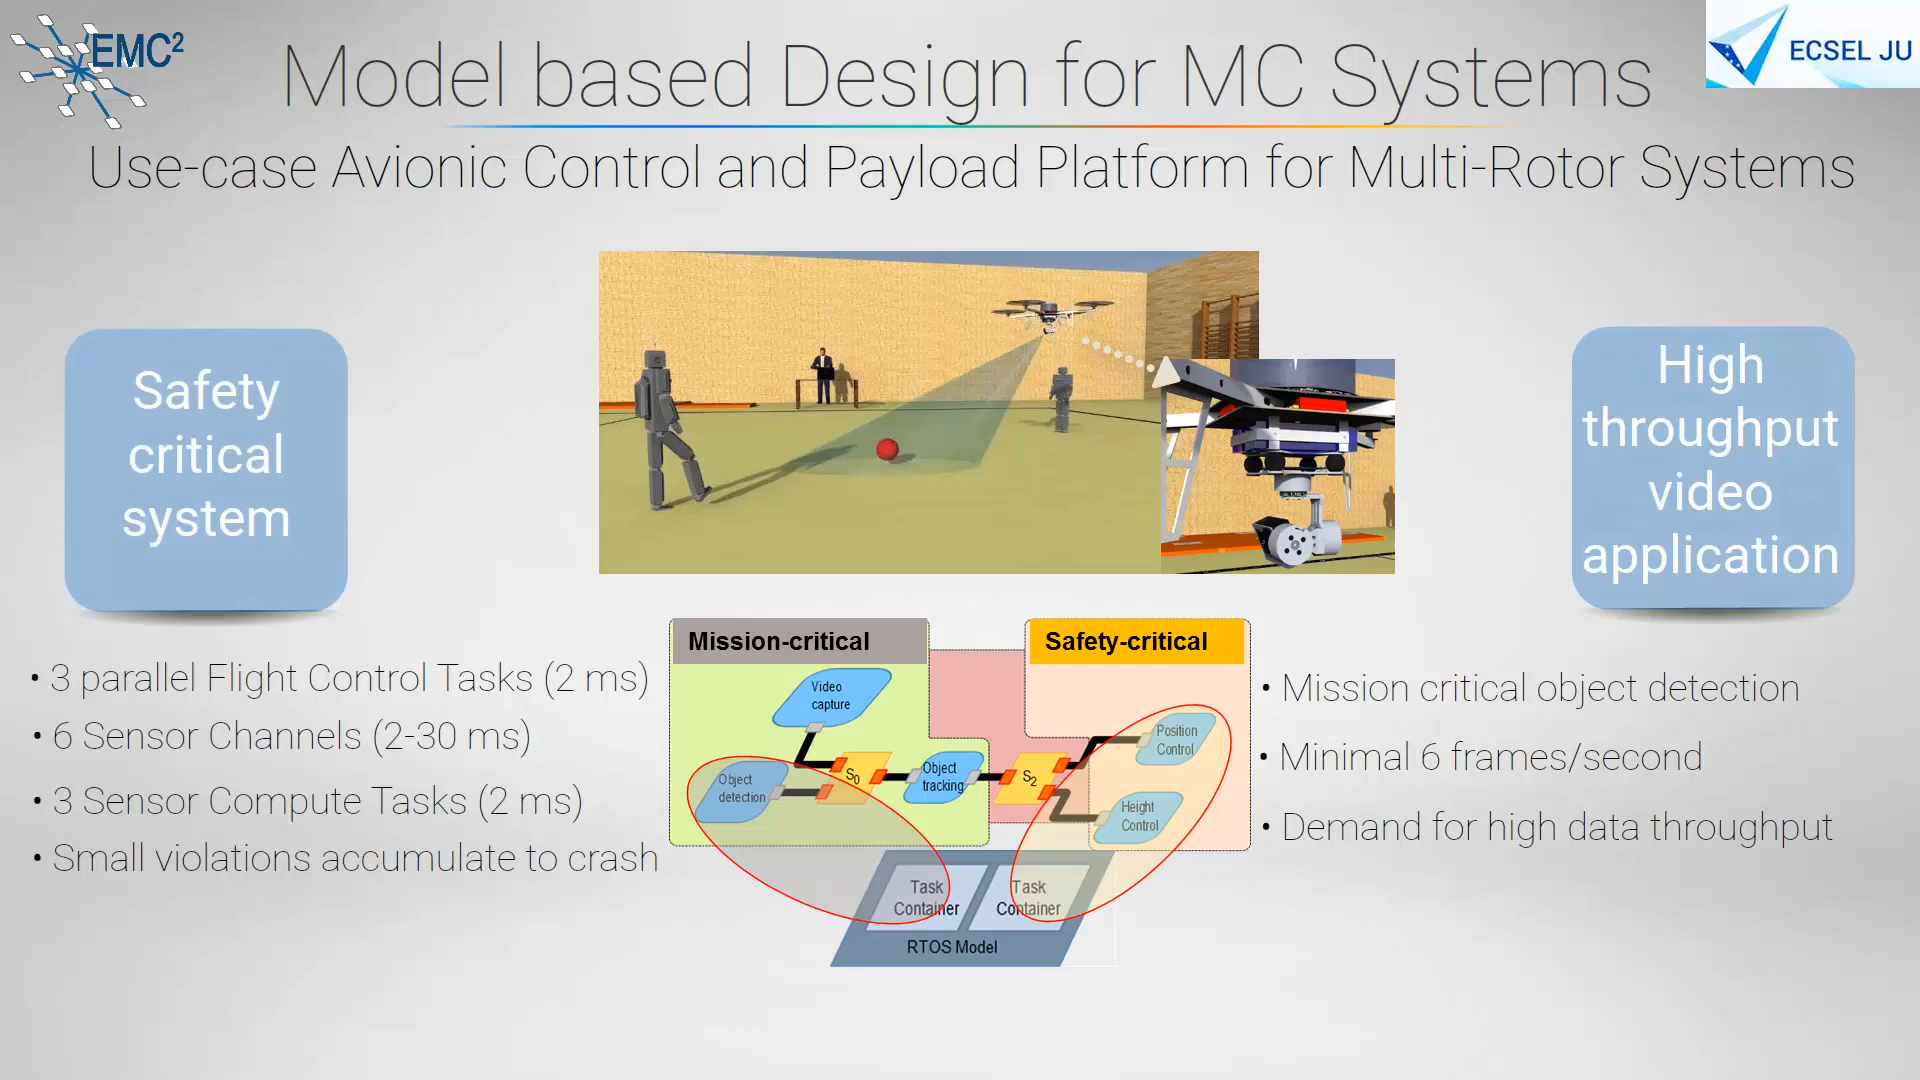 EMC²
ECSEL JU
Model based Design for MC Systems
Use-case Avionic Control and Payload Platform for Multi-Rotor Systems
Safety
critical
system
High
throughput
video
application
• 3 parallel Flight Control Tasks (2 ms)
• 6 Sensor Channels (2-30 ms)
• 3 Sensor Compute Tasks (2 ms)
• Small violations accumulate to crash
Mission-critical
Safety-critical
Video
capture
Object
detection
S0
Object
tracking
S2
Position
Control
Height
Control
Task
Container
Task
Container
RTOS Model
• Mission critical object detection
• Minimal 6 frames/second
• Demand for high data throughput